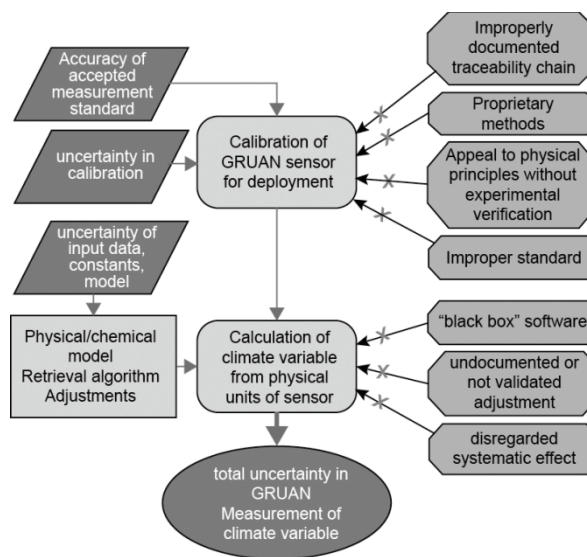 Accuracy of
accepted
measurement
standard
uncertainty in
calibration
uncertainty of
input data,
constants,
model
Physical/chemical
model
Retrieval algorithm
Adjustments
Calibration of
GRUAN sensor
for deployment
Calculation of
climate variable
from physical
units of sensor
total uncertainty in
GRUAN
Measurement of
climate variable
Improperly
documented
traceability chain
Proprietary
methods
Appeal to physical
principles without
experimental
verification
Improper standard
“black box” software
undocumented or
not validated
adjustment
disregarded
systematic effect